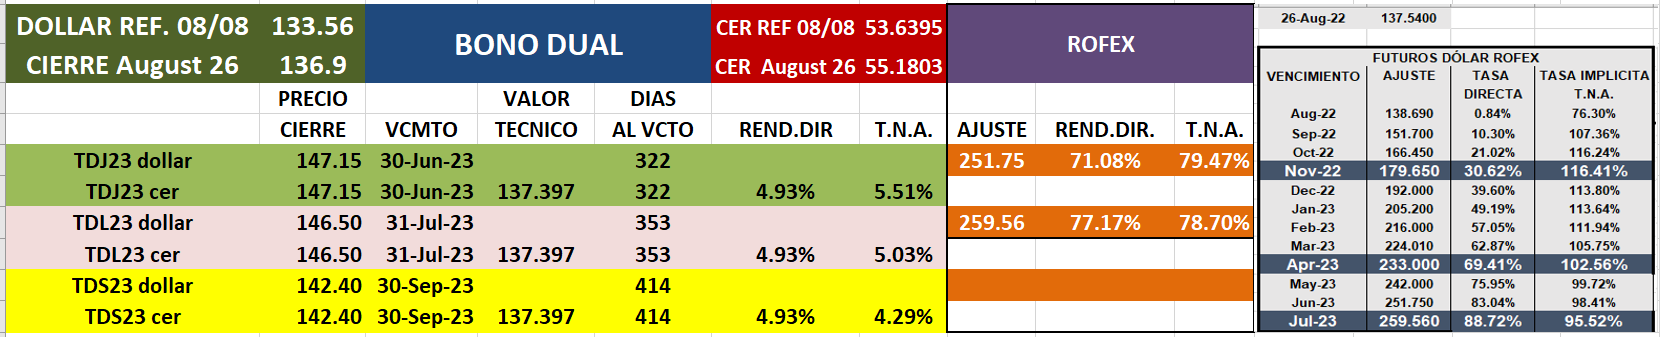 DOLLAR REF. 08/08 133.56 BONO DUAL CER REF 08/08 53.6395 ROFEX
CIERRE August 26 136.9 CER August 26 55.1803
PRECIO VALOR DIAS
CIERRE VCMTO TECNICO AL VCTO REND.DIR T.N.A. AJUSTE REND.DIR. T.N.A.
TDJ23 dollar 147.15 30-Jun-23 322 251.75 71.08% 79.47%
TDJ23 cer 147.15 30-Jun-23 137.397 322 4.93% 5.51%
TDL23 dollar 146.50 31-Jul-23 353 259.56 77.17% 78.70%
TDL23 cer 146.50 31-Jul-23 137.397 353 4.93% 5.03%
TDS23 dollar 142.40 30-Sep-23 414
TDS23 cer 142.40 30-Sep-23 137.397 414 4.93% 4.29%
26-Aug-22 137.5400
FUTUROS DÓLAR ROFEX
VENCIMIENTO AJUSTE TASA TASA IMPLICITA
DIRECTA T.N.A.
Aug-22 138.690 0.84% 76.30%
Sep-22 151.700 10.30% 107.36%
Oct-22 166.450 21.02% 116.24%
Nov-22 179.650 30.62% 116.41%
Dec-22 192.000 39.60% 113.80%
Jan-23 205.200 49.19% 113.64%
Feb-23 216.000 57.05% 111.94%
Mar-23 224.010 62.87% 105.75%
Apr-23 233.000 69.41% 102.56%
May-23 242.000 75.95% 99.72%
Jun-23 251.750 83.04% 98.41%
Jul-23 259.560 88.72% 95.52%